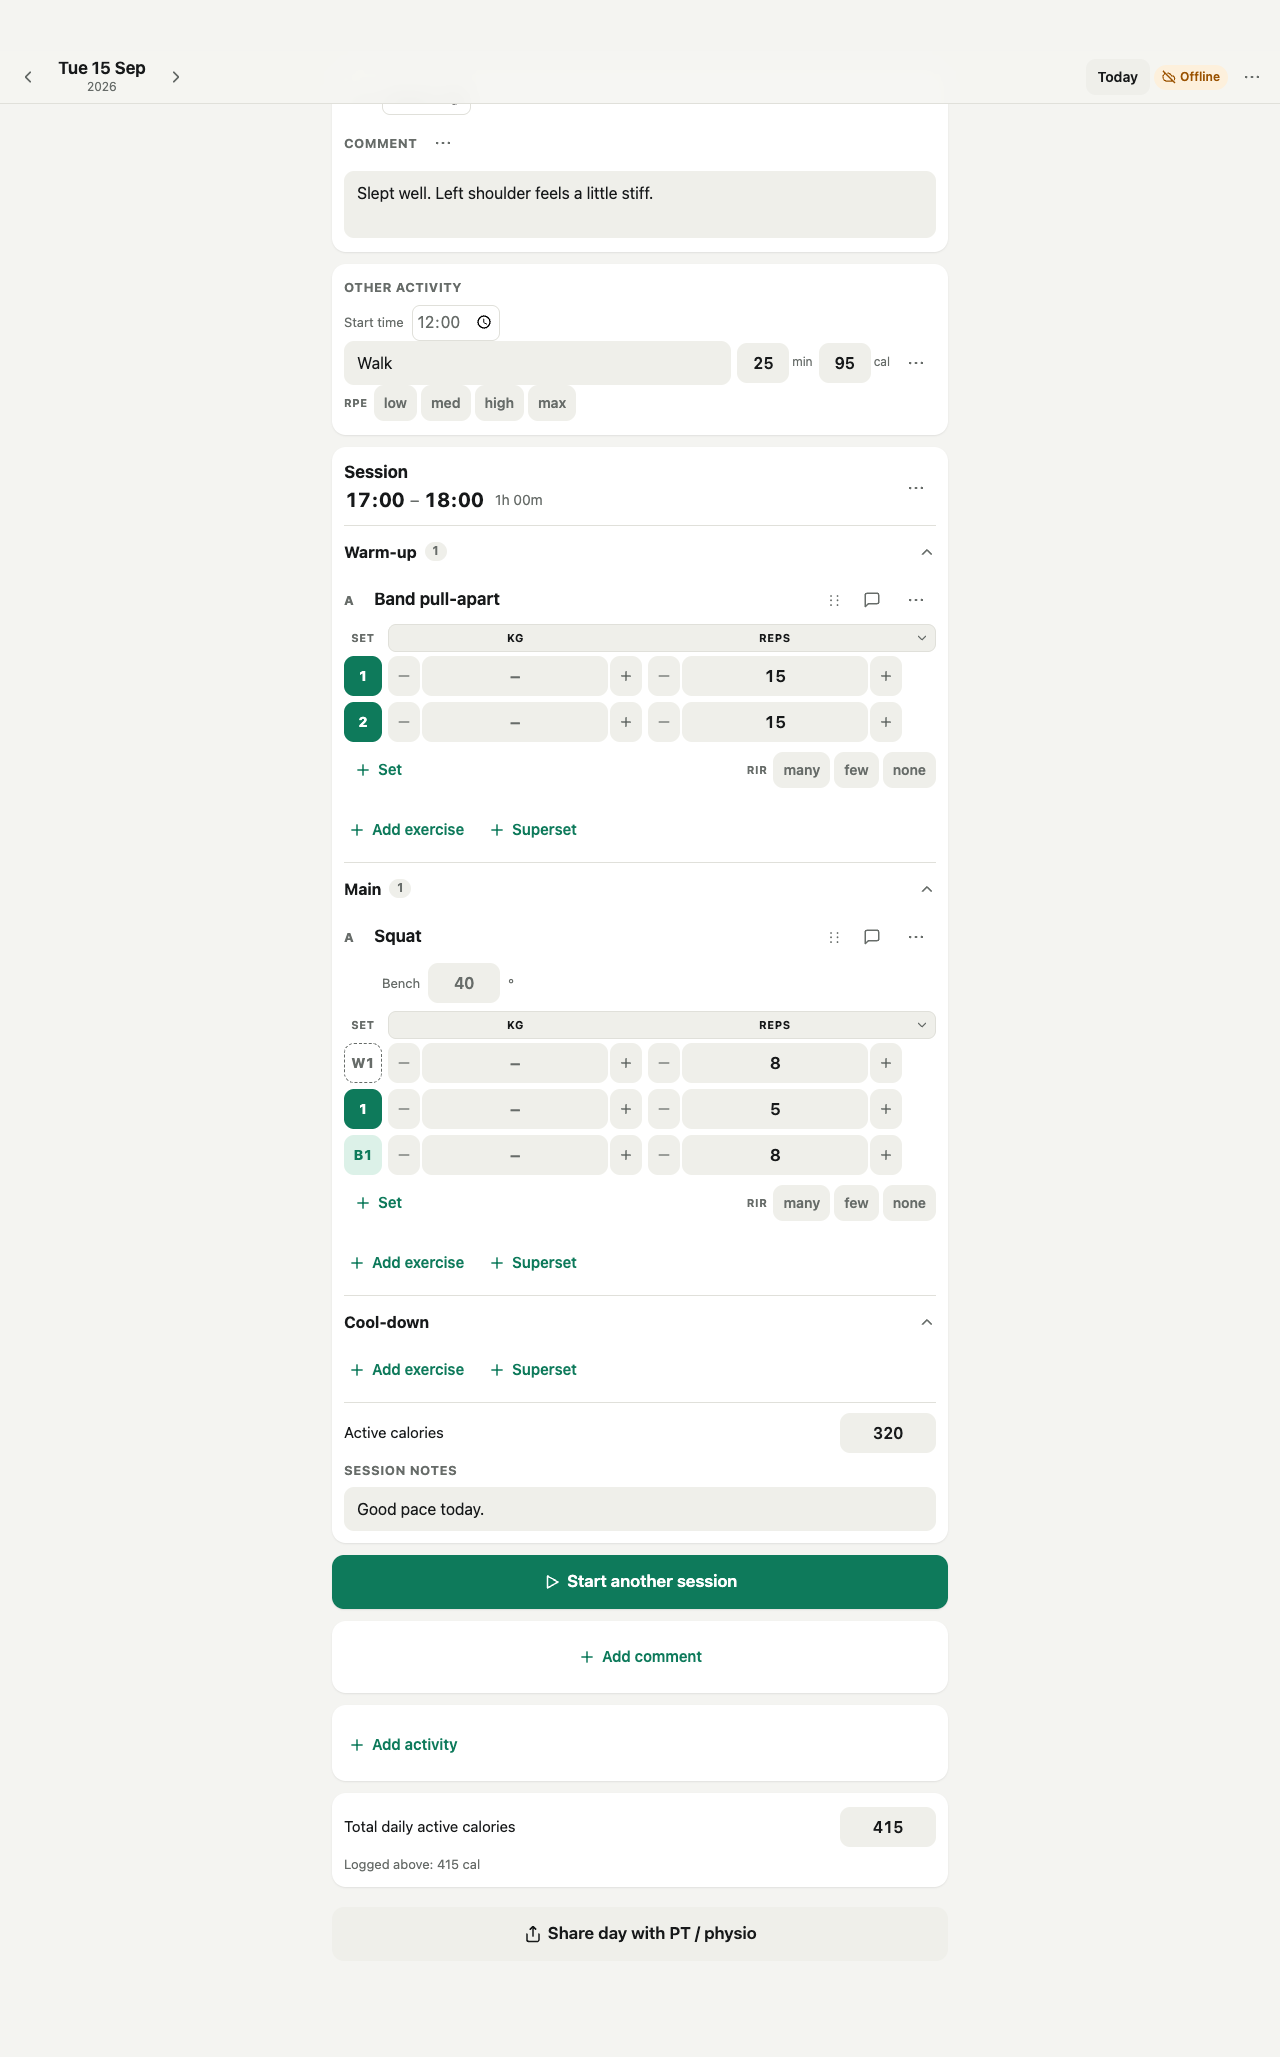 Tue 15 Sep
2026
Today
Offline
COMMENT
Slept well. Left shoulder feels a little stiff.
OTHER ACTIVITY
Start time 12:00
Walk 25 min 95 cal
RPE low med high max
Session
17:00 – 18:00 1h 00m
Warm-up 1
A Band pull-apart
SET KG REPS
1 − – + − 15 +
2 − – + − 15 +
+ Set RIR many few none
+ Add exercise + Superset
Main 1
A Squat
Bench 40 °
SET KG REPS
W1 − – + − 8 +
1 − – + − 5 +
B1 − – + − 8 +
+ Set RIR many few none
+ Add exercise + Superset
Cool-down
+ Add exercise + Superset
Active calories 320
SESSION NOTES
Good pace today.
Start another session
+ Add comment
+ Add activity
Total daily active calories 415
Logged above: 415 cal
Share day with PT / physio